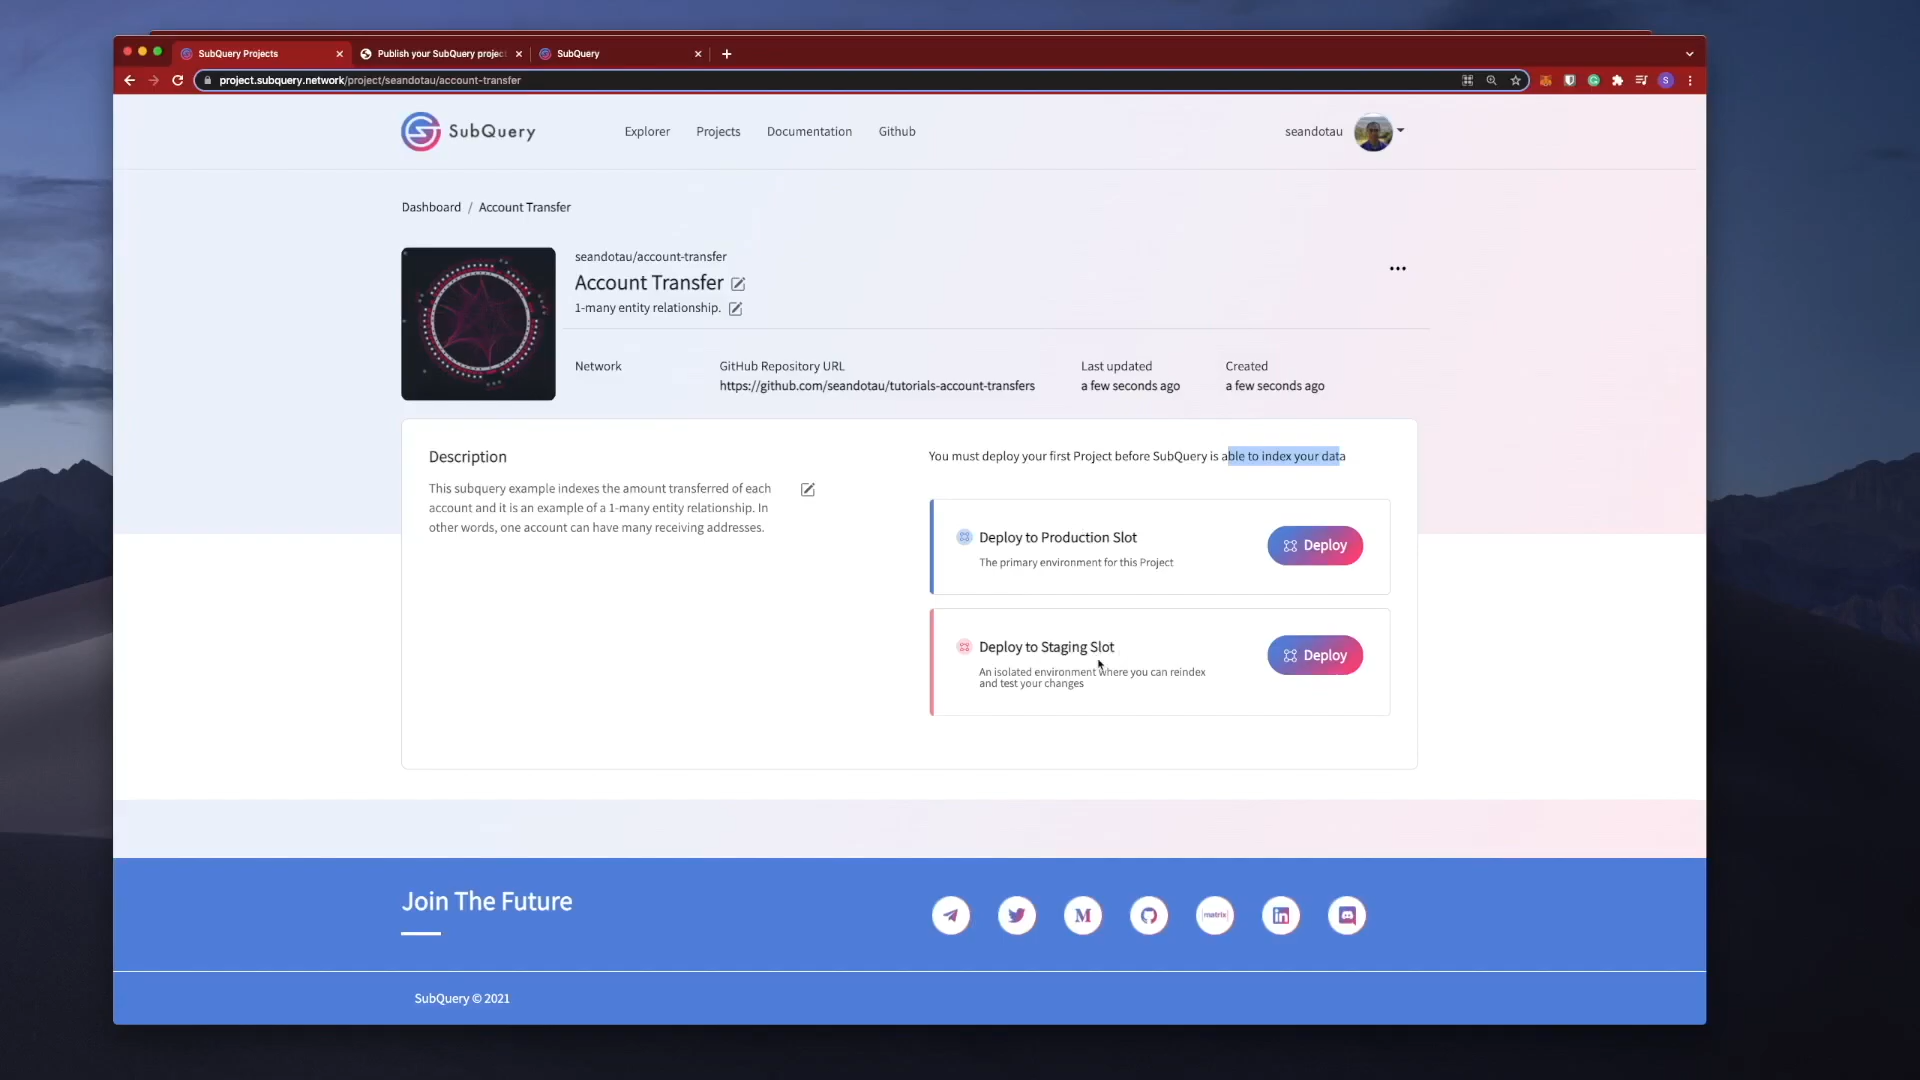 SubQuery Projects
Publish your SubQuery projec
SubQuery
project.subquery.network/project/seandotau/account-transfer
S
SubQuery
Explorer
Projects
Documentation
Github
seandotau
Dashboard / Account Transfer
seandotau/account-transfer
Account Transfer
1-many entity relationship.
Network
GitHub Repository URL
https://github.com/seandotau/tutorials-account-transfers
Last updated
a few seconds ago
Created
a few seconds ago
Description
This subquery example indexes the amount transferred of each
account and it is an example of a 1-many entity relationship. In
other words, one account can have many receiving addresses.
You must deploy your first Project before SubQuery is able to index your data
Deploy to Production Slot
The primary environment for this Project
Deploy
Deploy to Staging Slot
An isolated environment where you can reindex
and test your changes
Deploy
Join The Future
M
matrix
in
SubQuery © 2021